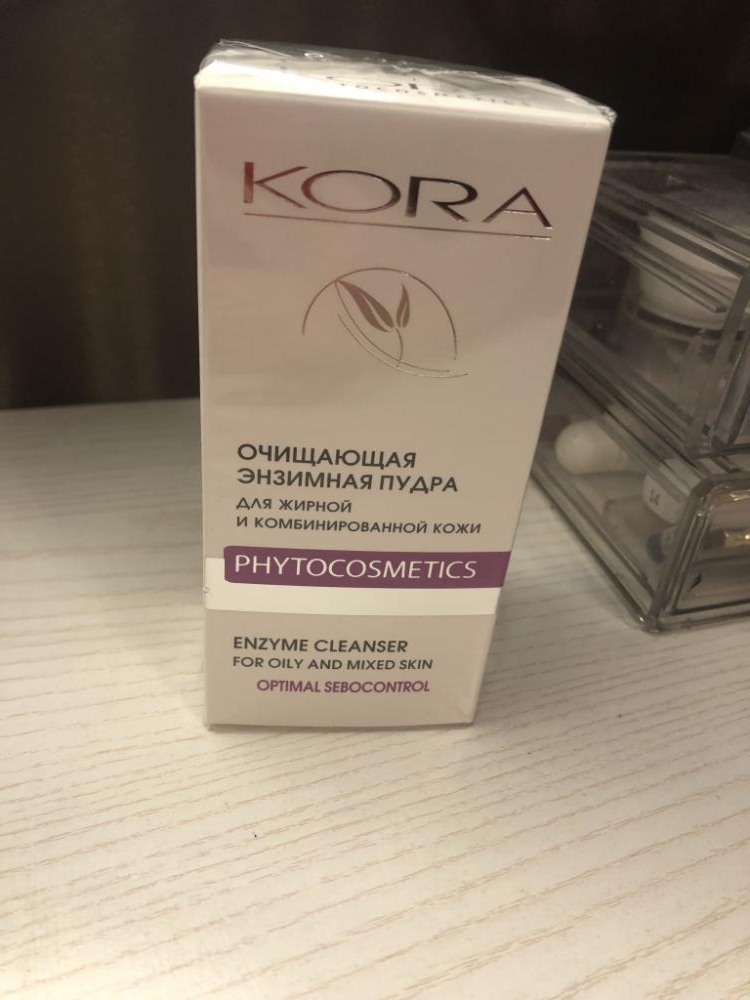 KORA
ОЧИЩАЮЩАЯ
ЭНЗИМНАЯ ПУДРА
ДЛЯ ЖИРНОЙ
И КОМБИНИРОВАННОЙ КОЖИ
PHYTOCOSMETICS
ENZYME CLEANSER
FOR OILY AND MIXED SKIN
OPTIMAL SEBOCONTROL